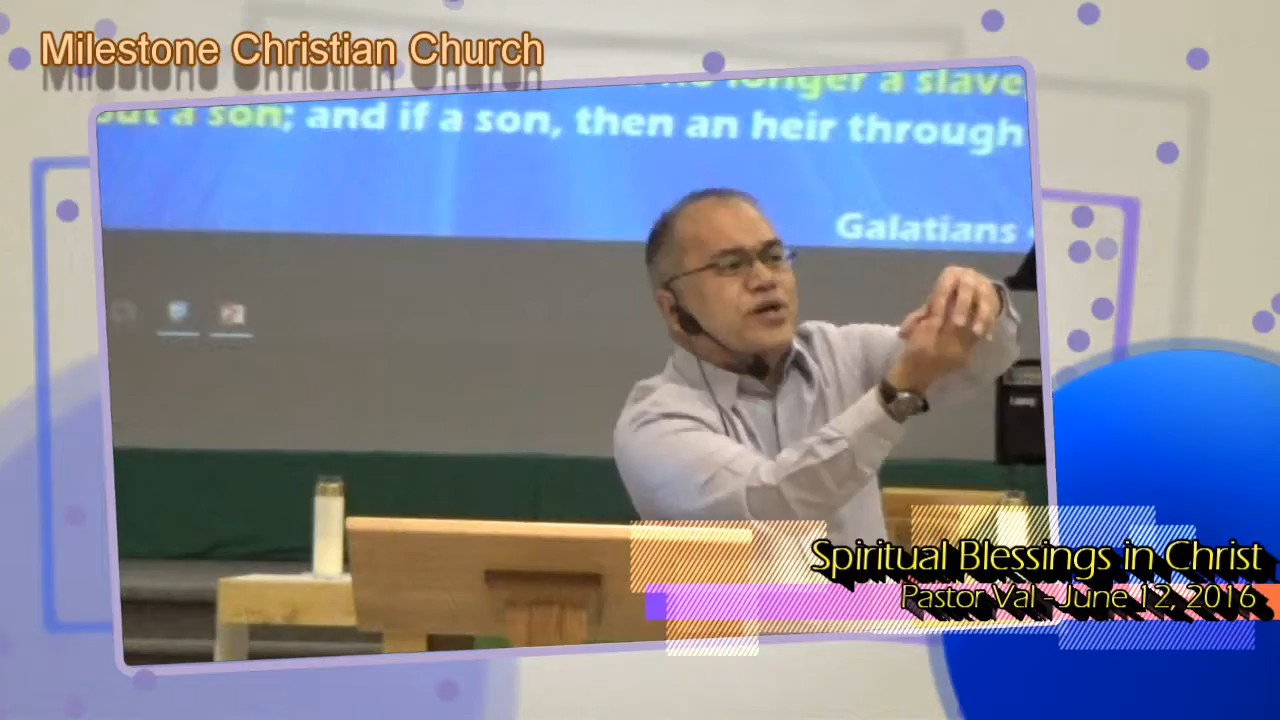 Milestone Christian Church
no longer a slave,
but a son; and if a son, then an heir through
Galatians
Spiritual Blessings in Christ
Pastor Val - June 12, 2016